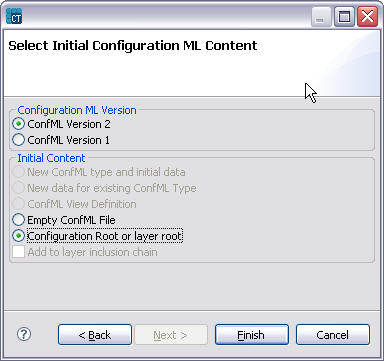 CT
Select Initial Configuration ML Content
Configuration ML Version
ConfML Version 2
ConfML Version 1
Initial Content
New ConfML type and initial data
New data for existing ConfML Type
ConfML View Definition
Empty ConfML File
Configuration Root or layer root
Add to layer inclusion chain
? < Back Next > Finish Cancel